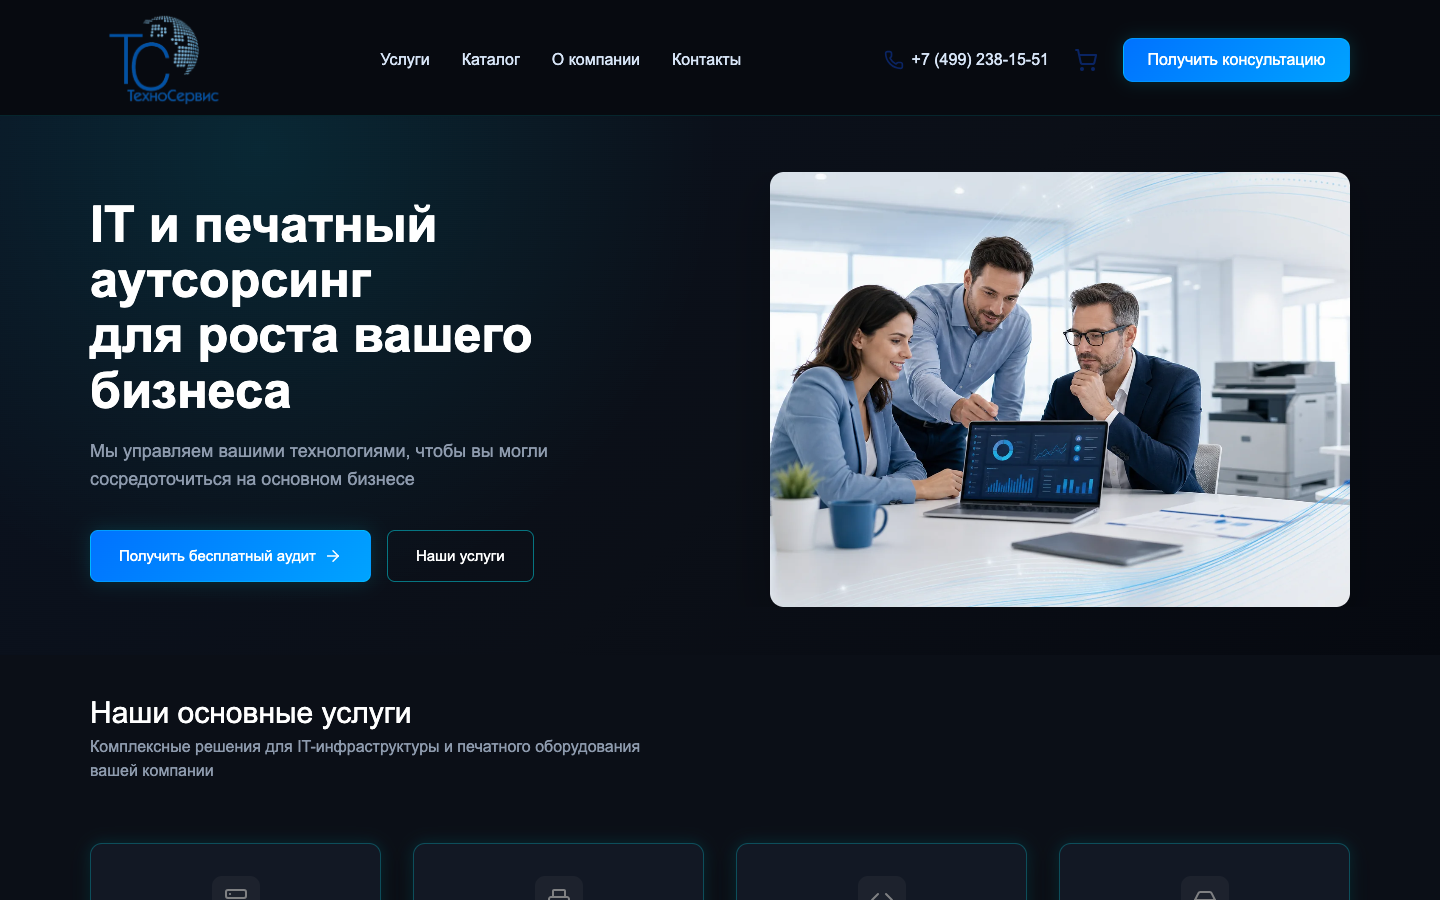 ТС
ТехноСервис
Услуги
Каталог
О компании
Контакты
+7 (499) 238-15-51
Получить консультацию
IT и печатный
аутсорсинг
для роста вашего
бизнеса
Мы управляем вашими технологиями, чтобы вы могли
сосредоточиться на основном бизнесе
Получить бесплатный аудит
Наши услуги
Наши основные услуги
Комплексные решения для IT-инфраструктуры и печатного оборудования
вашей компании